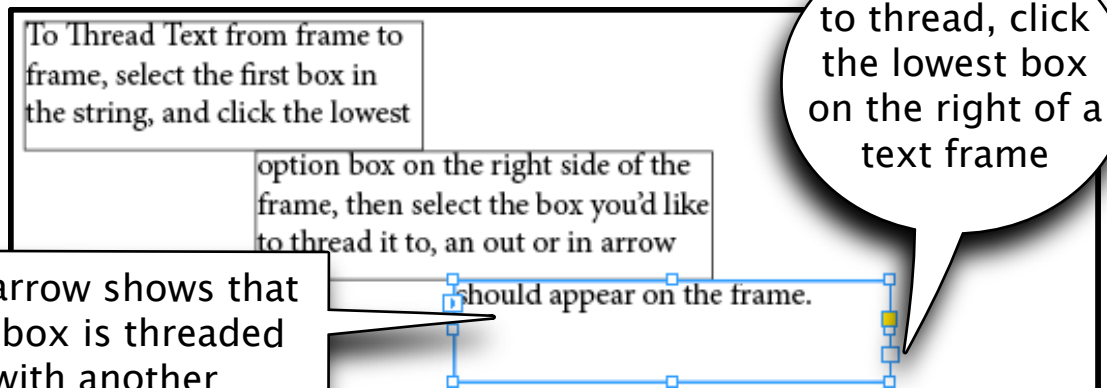 To Thread Text from frame to
frame, select the first box in
the string, and click the lowest
option box on the right side of the
frame, then select the box you'd like
to thread it to, an out or in arrow
should appear on the frame.
to thread, click
the lowest box
on the right of a
text frame
arrow shows that
box is threaded
with another